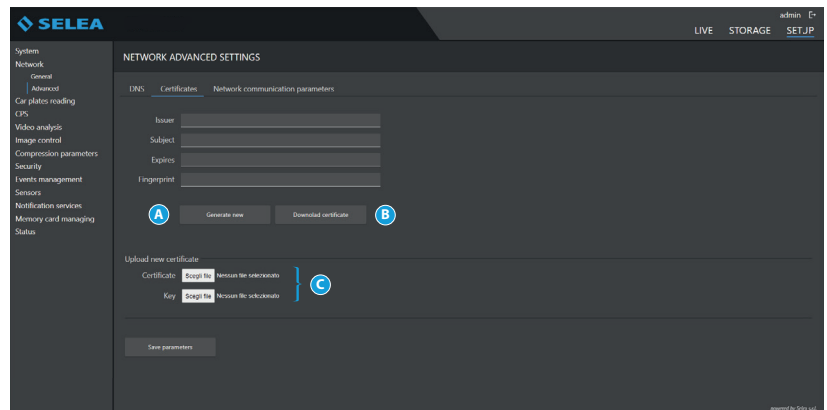 SELEA
admin
LIVE STORAGE SETUP
System
Network
General
Advanced
Car plates reading
CPS
Video analysis
Image control
Compression parameters
Security
Events management
Sensors
Notification services
Memory card managing
Status
NETWORK ADVANCED SETTINGS
DNS Certificates Network communication parameters
Issuer
Subject
Expires
Fingerprint
A Generate new Downolad certificate B
Upload new certificate
Certificate Scegli file Nessun file selezionato
C
Key Scegli file Nessun file selezionato
Save parameters
powered by Selea s.r.l.